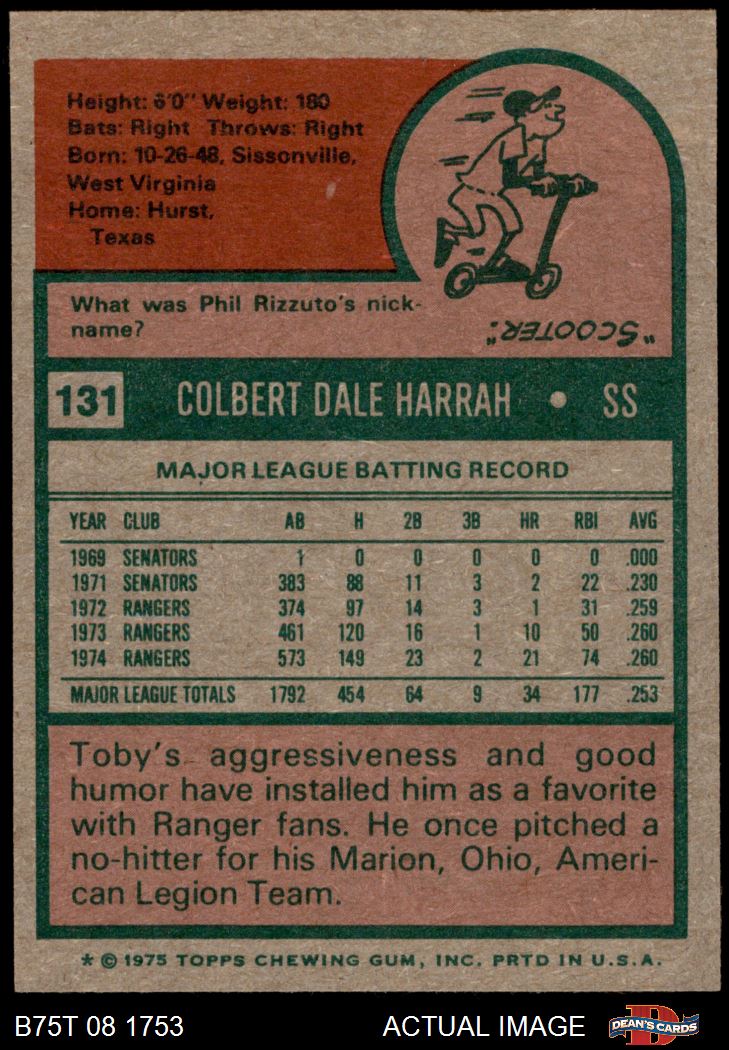 Height: 6'0" Weight: 180
Bats: Right Throws: Right
Born: 10-26-48, Sissonville,
West Virginia
Home: Hurst,
Texas
What was Phil Rizzuto's nick-
name?
"SCOOTER."
131 COLBERT DALE HARRAH • SS
MAJOR LEAGUE BATTING RECORD
YEAR CLUB AB H 2B 3B HR RBI AVG
1969 SENATORS 1 0 0 0 0 0 .000
1971 SENATORS 383 88 11 3 2 22 .230
1972 RANGERS 374 97 14 3 1 31 .259
1973 RANGERS 461 120 16 1 10 50 .260
1974 RANGERS 573 149 23 2 21 74 .260
MAJOR LEAGUE TOTALS 1792 454 64 9 34 177 .253
Toby's aggressiveness and good
humor have installed him as a favorite
with Ranger fans. He once pitched a
no-hitter for his Marion, Ohio, Ameri-
can Legion Team.
* © 1975 TOPPS CHEWING GUM, INC. PRTD IN U.S.A.
B75T 08 1753 ACTUAL IMAGE D DEAN'S CARDS